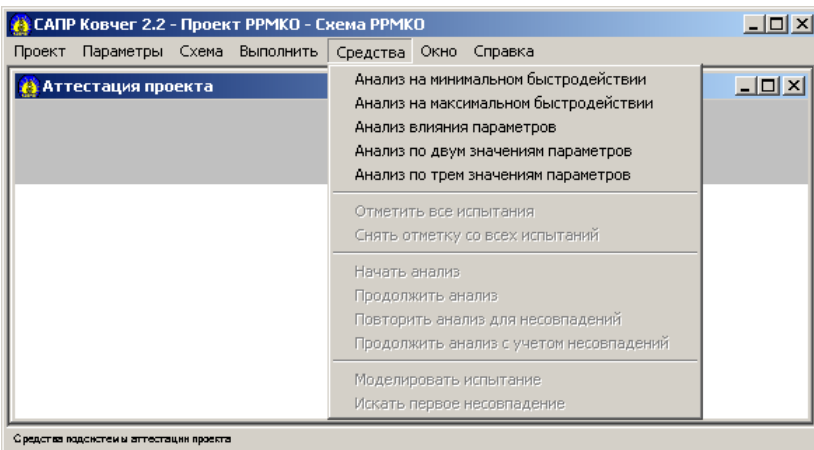 САПР Ковчег 2.2 - Проект РРМКО - Схема РРМКО
Проект Параметры Схема Выполнить Средства Окно Справка
Аттестация проекта
Анализ на минимальном быстродействии
Анализ на максимальном быстродействии
Анализ влияния параметров
Анализ по двум значениям параметров
Анализ по трем значениям параметров
Отметить все испытания
Снять отметку со всех испытаний
Начать анализ
Продолжить анализ
Повторить анализ для несовпадений
Продолжить анализ с учетом несовпадений
Моделировать испытание
Искать первое несовпадение
Средства подсистемы аттестации проекта